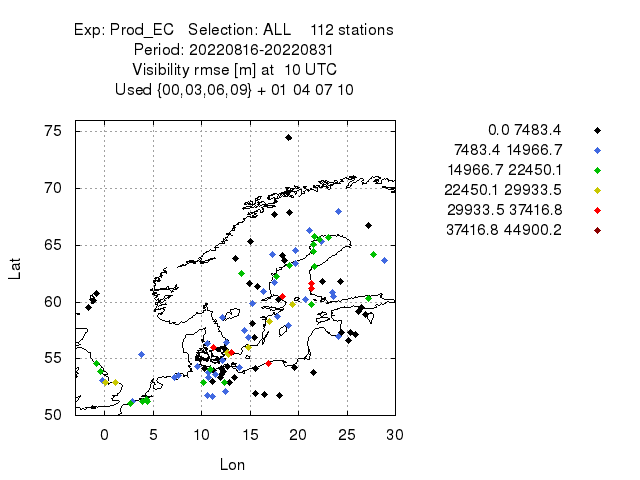 Exp: Prod_EC   Selection: ALL    112 stations
Period: 20220816-20220831
Visibility rmse [m] at  10 UTC
Used {00,03,06,09} + 01 04 07 10
0.0 7483.4
7483.4 14966.7
14966.7 22450.1
22450.1 29933.5
29933.5 37416.8
37416.8 44900.2
Lat
75
70
65
60
55
50
0 5 10 15 20 25 30
Lon